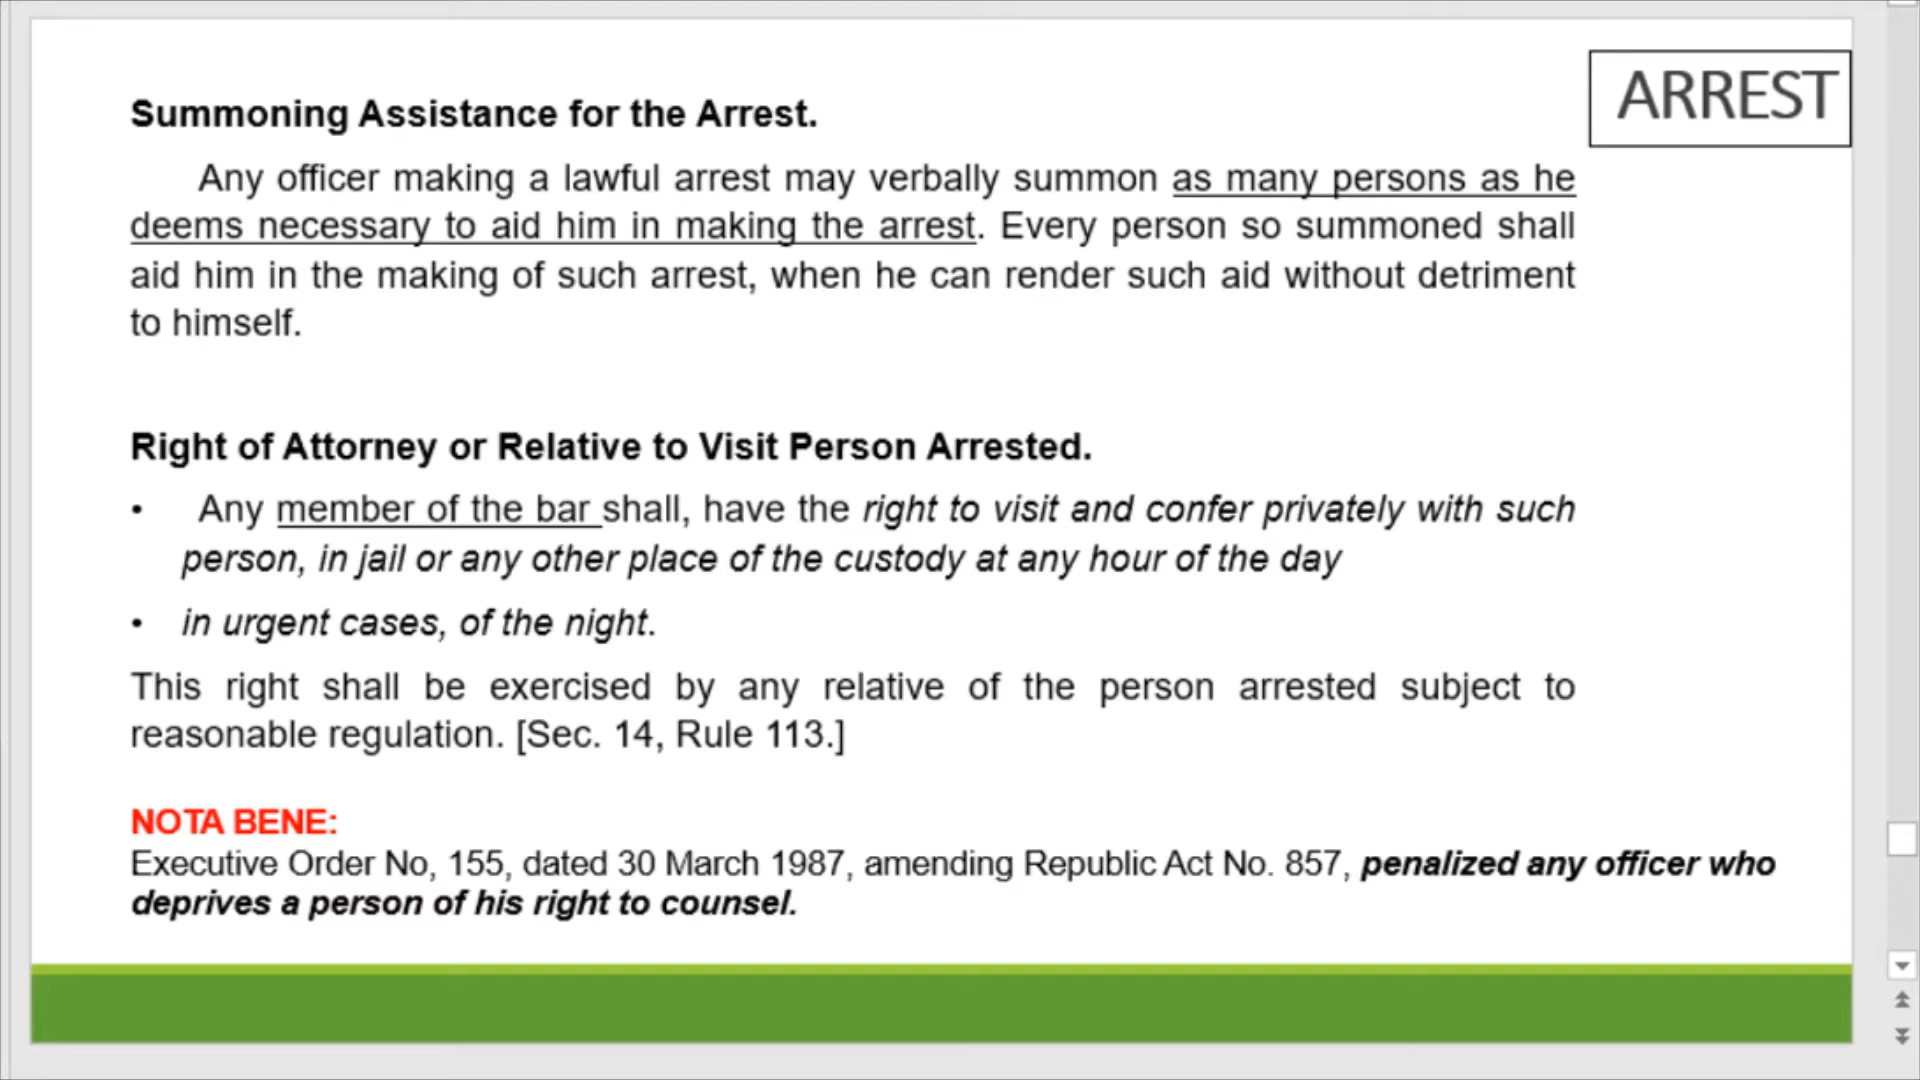 ARREST
Summoning Assistance for the Arrest.
Any officer making a lawful arrest may verbally summon as many persons as he
deems necessary to aid him in making the arrest. Every person so summoned shall
aid him in the making of such arrest, when he can render such aid without detriment
to himself.
Right of Attorney or Relative to Visit Person Arrested.
• Any member of the bar shall, have the right to visit and confer privately with such
person, in jail or any other place of the custody at any hour of the day
• in urgent cases, of the night.
This right shall be exercised by any relative of the person arrested subject to
reasonable regulation. [Sec. 14, Rule 113.]
NOTA BENE:
Executive Order No, 155, dated 30 March 1987, amending Republic Act No. 857, penalized any officer who
deprives a person of his right to counsel.